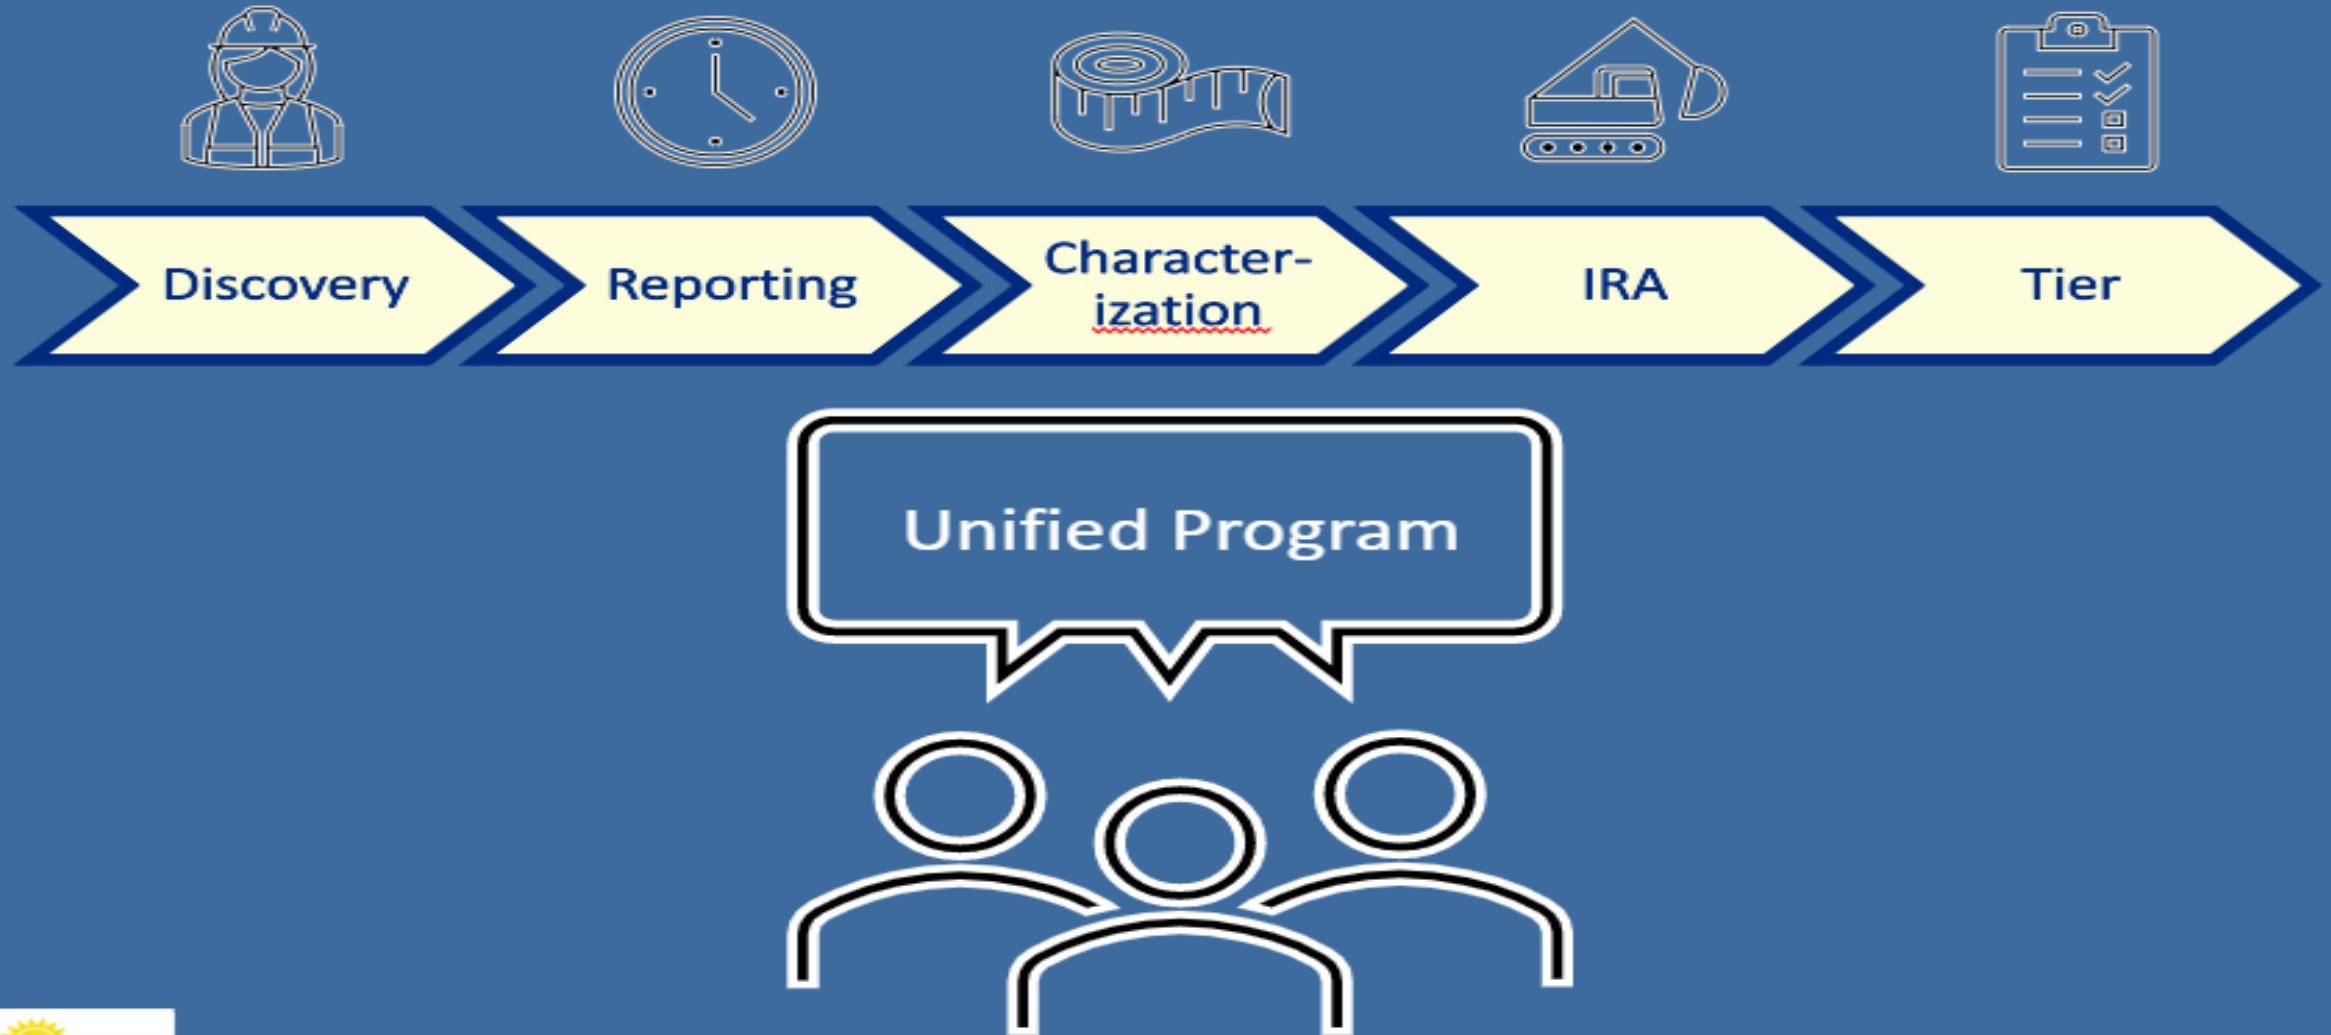 Discovery
Reporting
Character-
ization
IRA
Tier
Unified Program